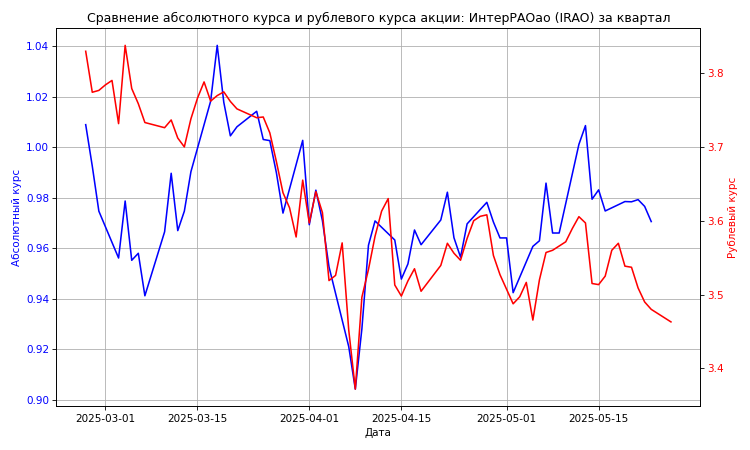 Сравнение абсолютного курса и рублевого курса акции: ИнтерРАОао (IRAO) за квартал
1.04
1.02
1.00
0.98
0.96
0.94
0.92
0.90
Абсолютный курс
3.8
3.7
3.6
3.5
3.4
Рублевый курс
2025-03-01 2025-03-15 2025-04-01 2025-04-15 2025-05-01 2025-05-15
Дата